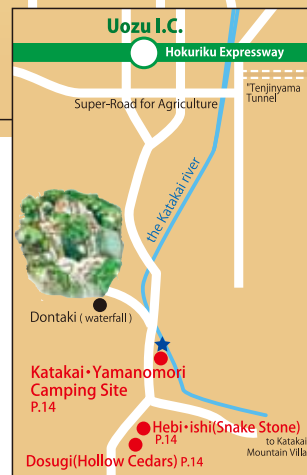 Uozu I.C.
Hokuriku Expressway
Super-Road for Agriculture
"Tenjinyama
Tunnel
the Katakai river
Dontaki ( waterfall )
Katakai・Yamanomori
Camping Site
P.14
Hebi・ishi(Snake Stone)
P.14
to Katakai
Mountain Villa
Dosugi(Hollow Cedars) P.14